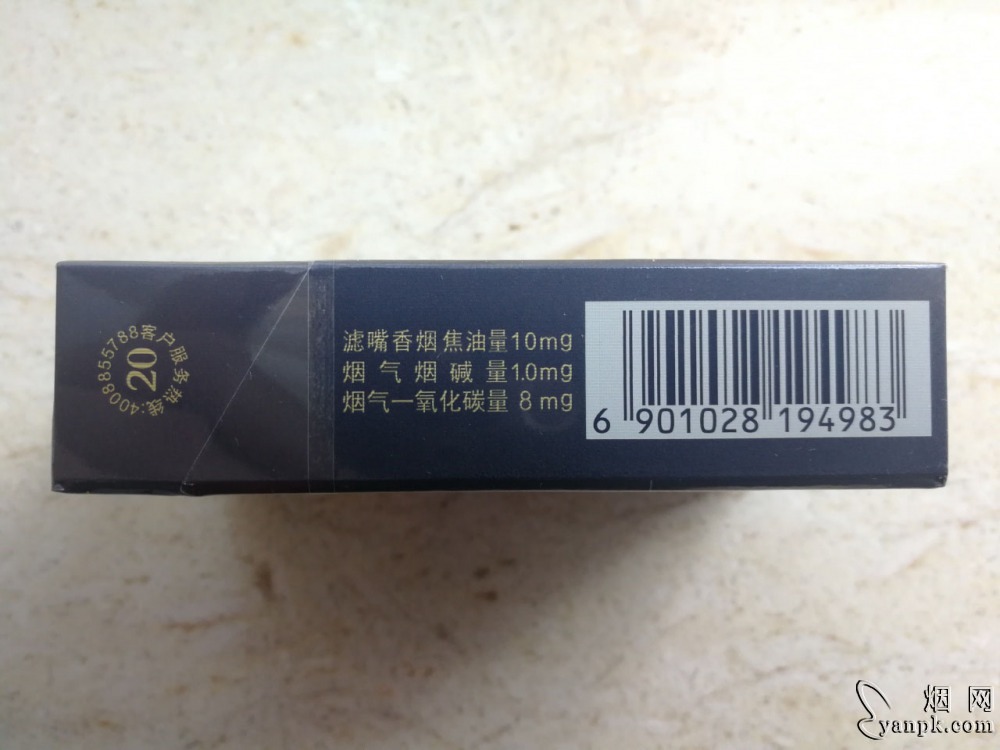 客户服务热线:4008855788
20
滤嘴香烟 焦油量10mg
烟气烟碱量1.0mg
烟气一氧化碳量 8 mg
6 901028 194983
烟网
yanpk.com